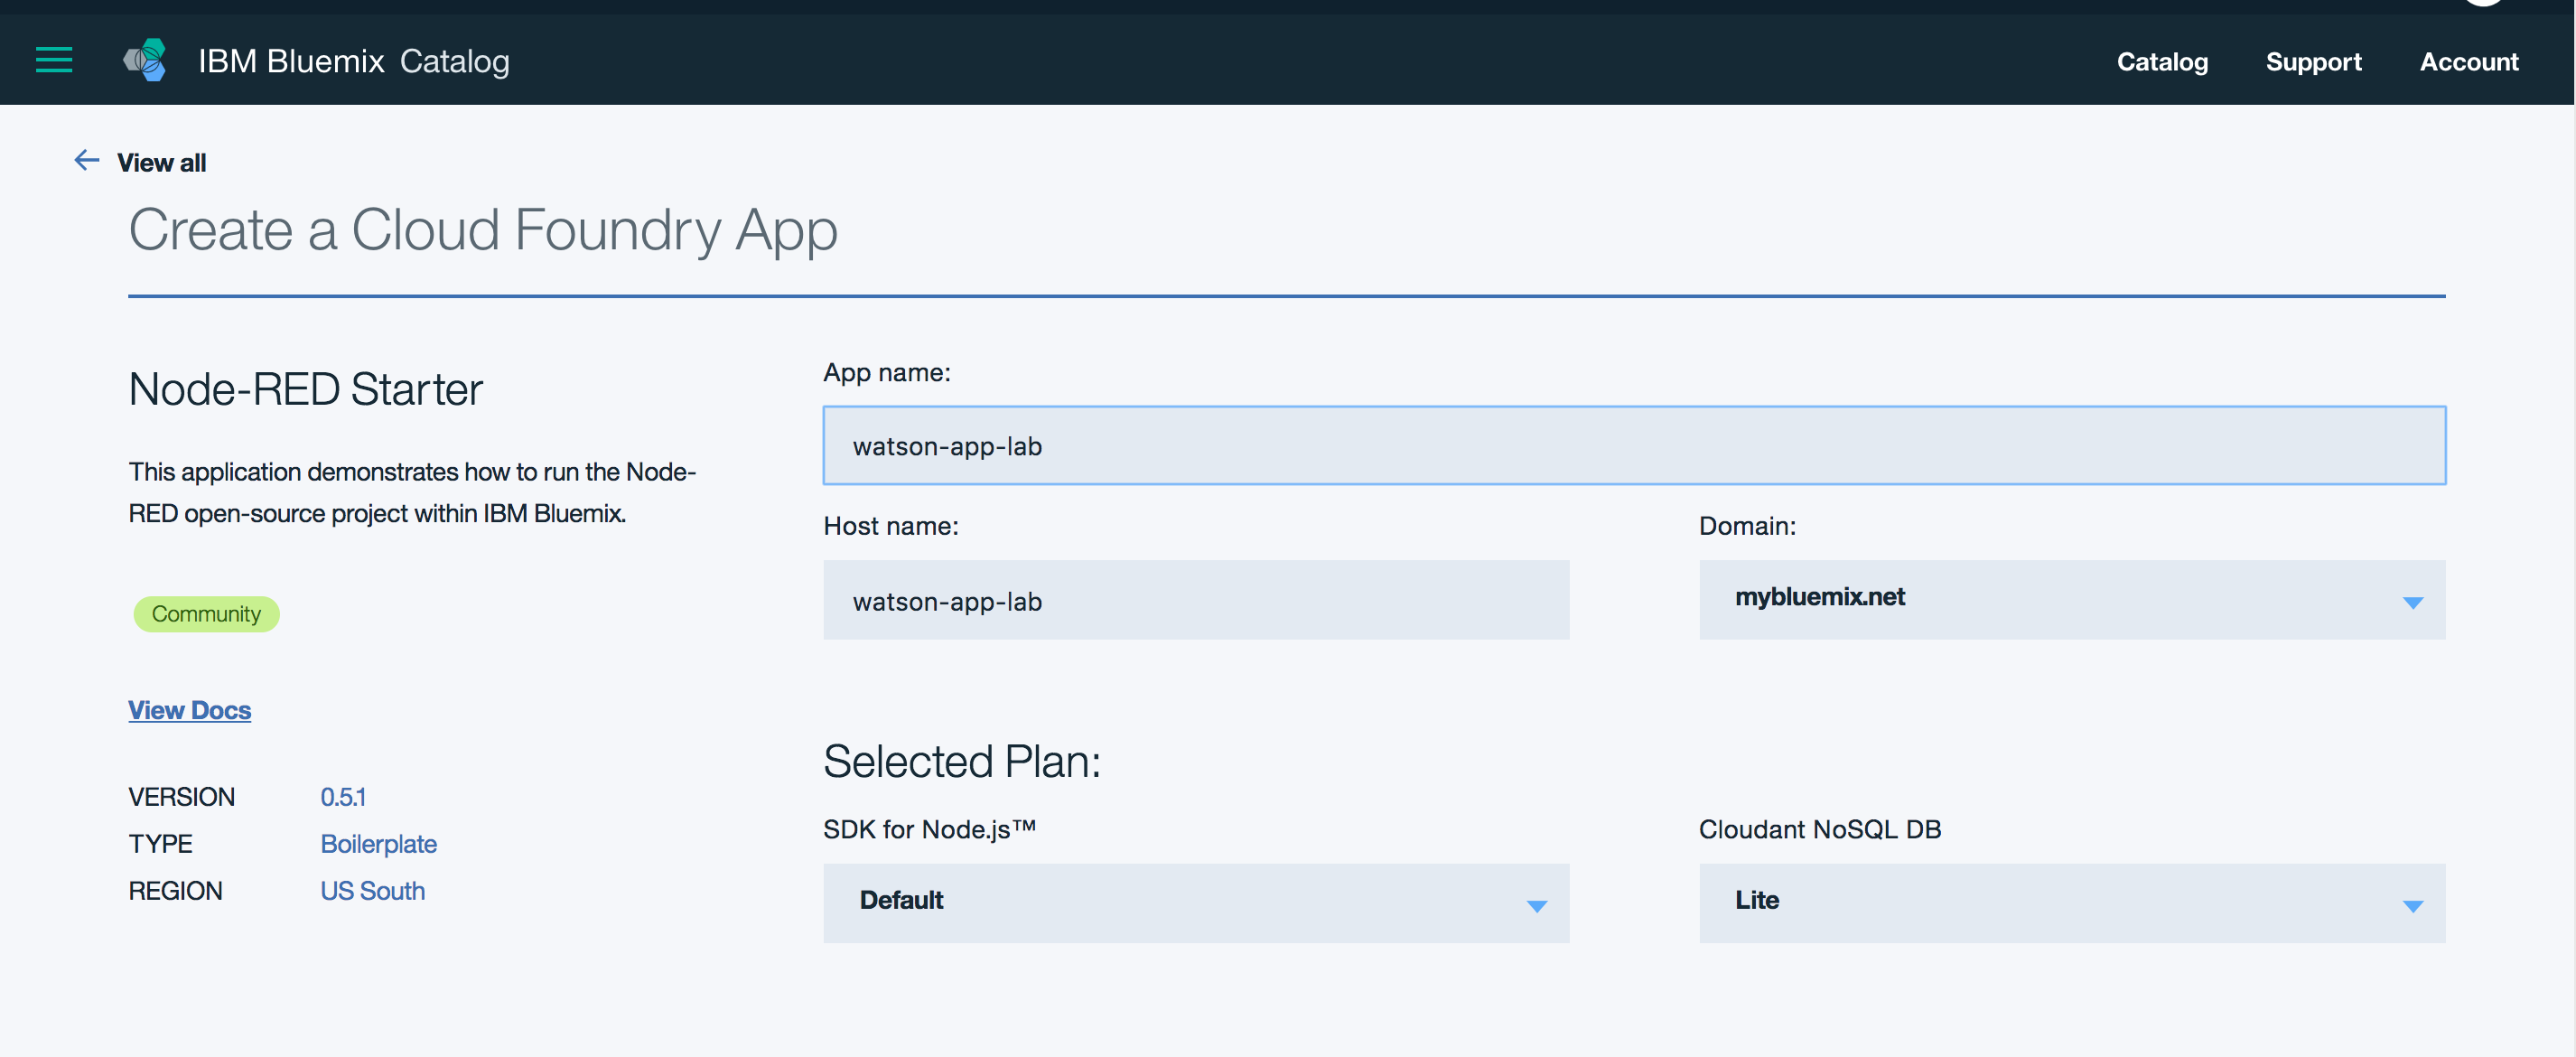 IBM Bluemix Catalog
Catalog Support Account
View all
Create a Cloud Foundry App
Node-RED Starter
This application demonstrates how to run the Node-
RED open-source project within IBM Bluemix.
Community
View Docs
VERSION 0.5.1
TYPE Boilerplate
REGION US South
App name:
watson-app-lab
Host name:
watson-app-lab
Domain:
mybluemix.net
Selected Plan:
SDK for Node.js™
Default
Cloudant NoSQL DB
Lite